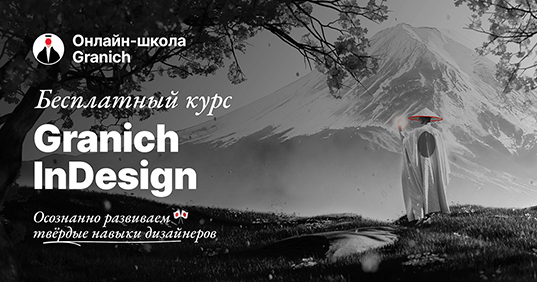 Онлайн-школа
Granich
Бесплатный курс
Granich
InDesign
Осознанно развиваем
твёрдые навыки дизайнеров